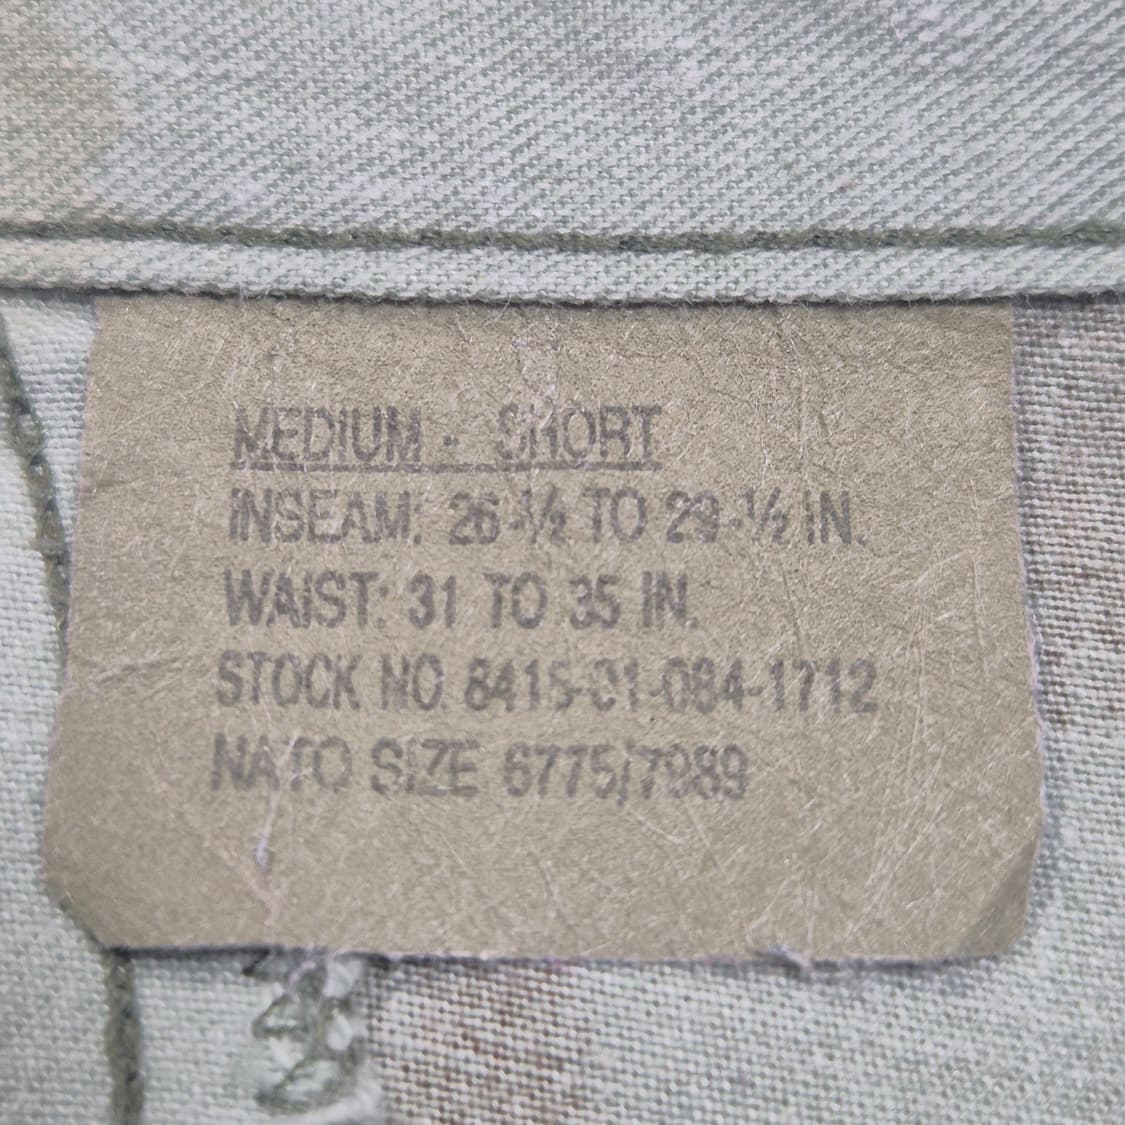 MEDIUM - SHORT
INSEAM: 26-½ TO 29-½ IN.
WAIST: 31 TO 35 IN.
STOCK NO. 8415-01-084-1712
NATO SIZE 6775/7989